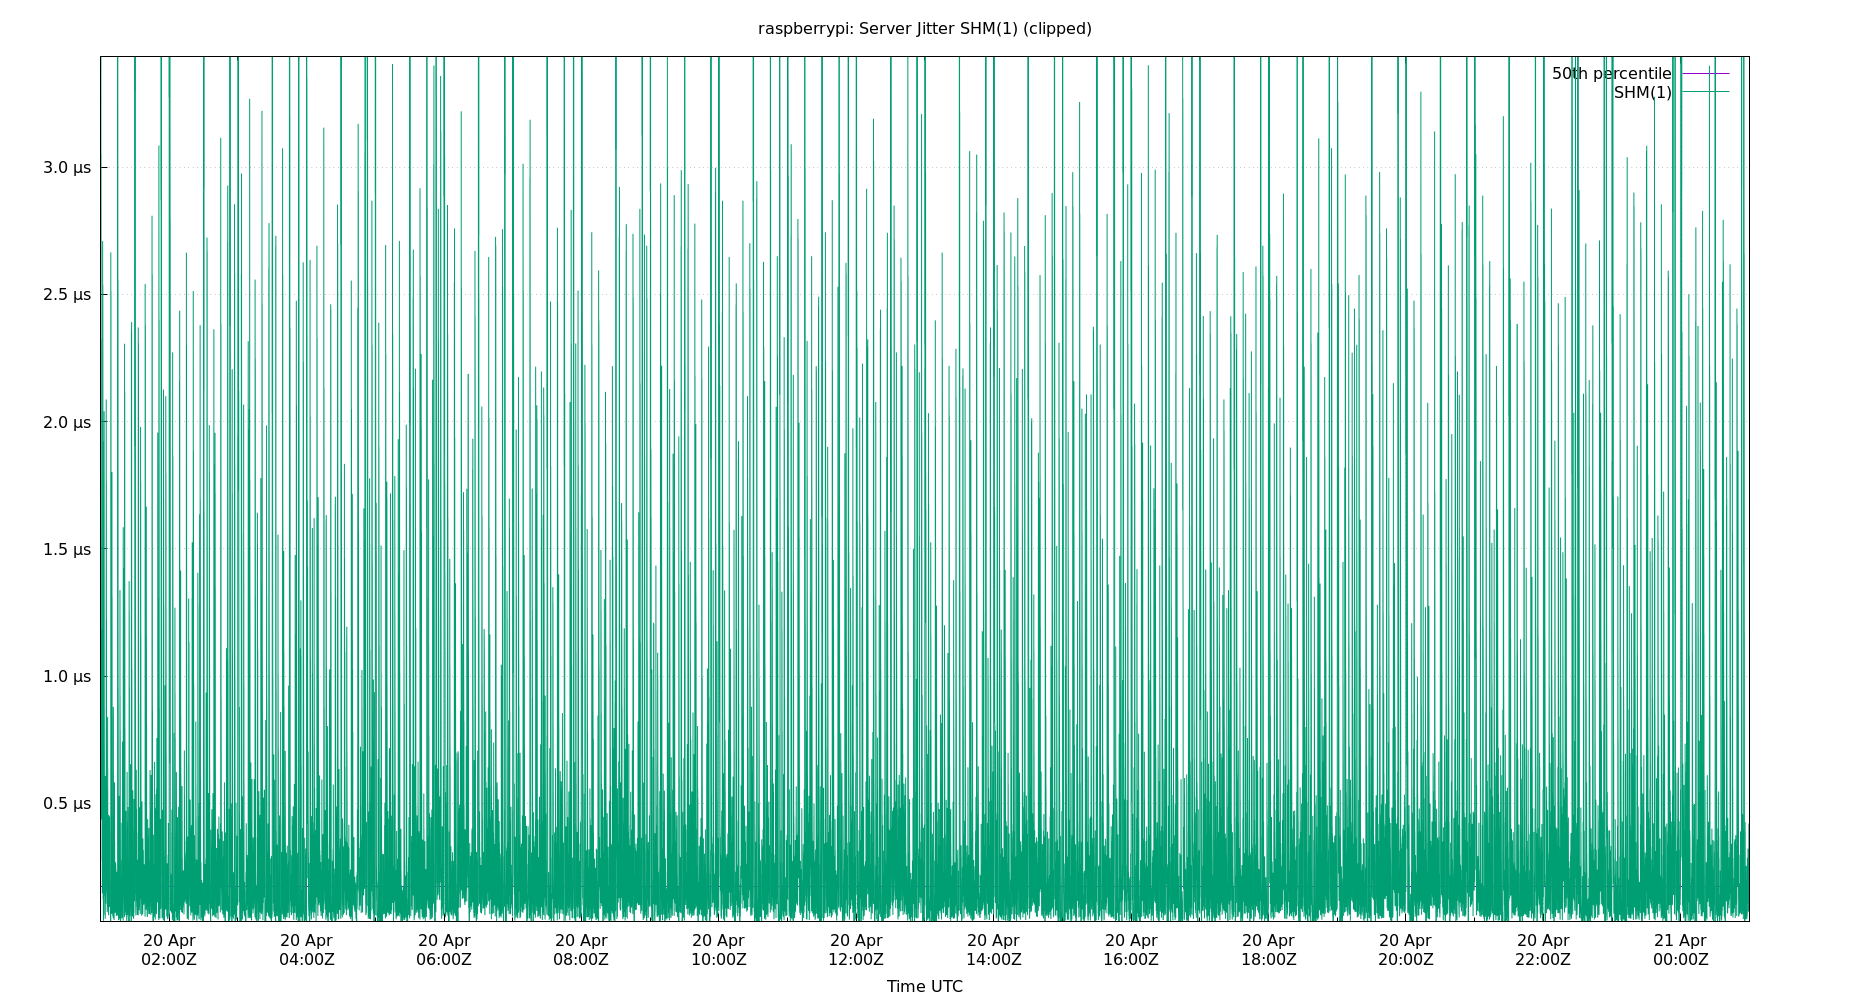 raspberrypi: Server Jitter SHM(1) (clipped)
50th percentile
SHM(1)
3.0 μs
2.5 μs
2.0 μs
1.5 μs
1.0 μs
0.5 μs
20 Apr 20 Apr 20 Apr 20 Apr 20 Apr 20 Apr 20 Apr 20 Apr 20 Apr 20 Apr 20 Apr 21 Apr
02:00Z 04:00Z 06:00Z 08:00Z 10:00Z 12:00Z 14:00Z 16:00Z 18:00Z 20:00Z 22:00Z 00:00Z
Time UTC